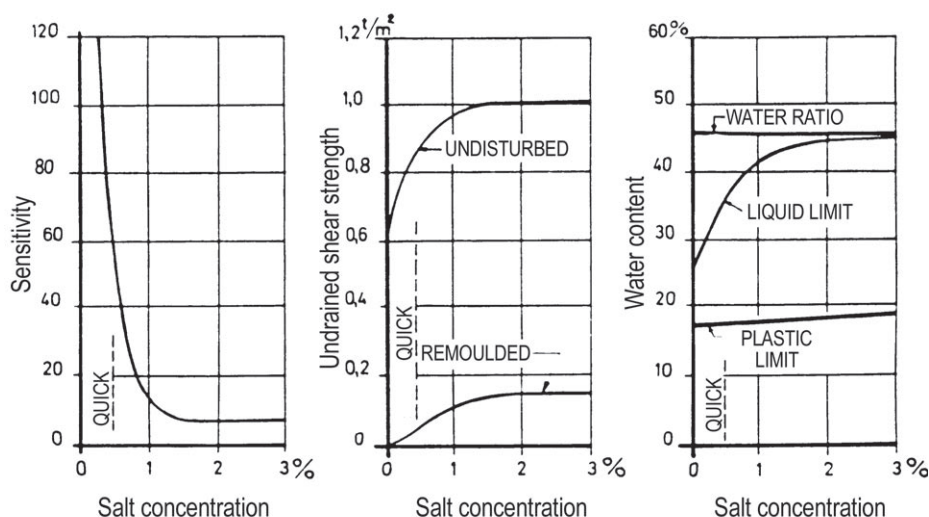 Sensitivity
120
100
80
60
40
20
0
QUICK
0 1 2 3 %
Salt concentration
Undrained shear strength
1,2 t/m²
1,0
0,8
0,6
0,4
0,2
0
UNDISTURBED
QUICK
REMOULDED
0 1 2 3 %
Salt concentration
Water content
60%
50
40
30
20
10
0
WATER RATIO
LIQUID LIMIT
PLASTIC
LIMIT
QUICK
0 1 2 3 %
Salt concentration